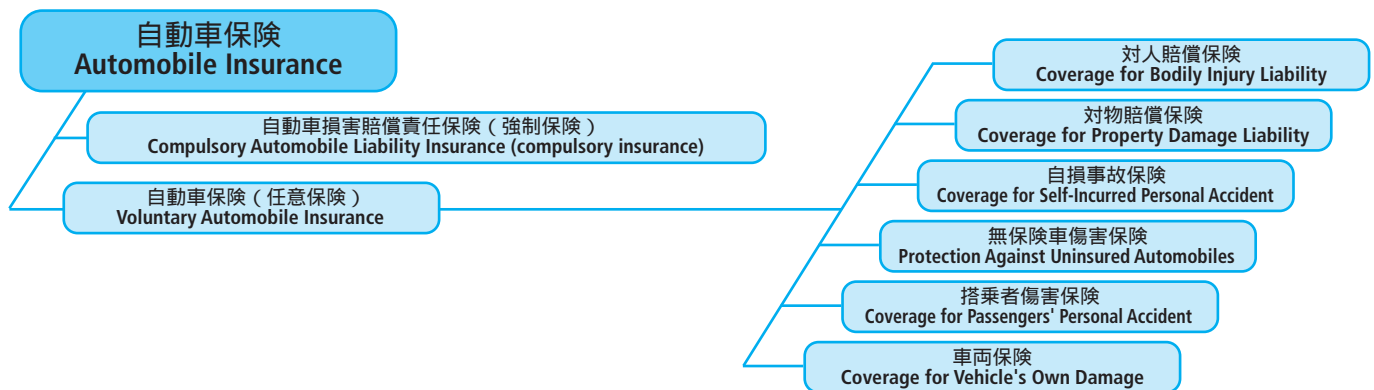 自動車保険
Automobile Insurance
自動車損害賠償責任保険(強制保険)
Compulsory Automobile Liability Insurance (compulsory insurance)
自動車保険(任意保険)
Voluntary Automobile Insurance
対人賠償保険
Coverage for Bodily Injury Liability
対物賠償保険
Coverage for Property Damage Liability
自損事故保険
Coverage for Self-Incurred Personal Accident
無保険車傷害保険
Protection Against Uninsured Automobiles
搭乗者傷害保険
Coverage for Passengers' Personal Accident
車両保険
Coverage for Vehicle's Own Damage